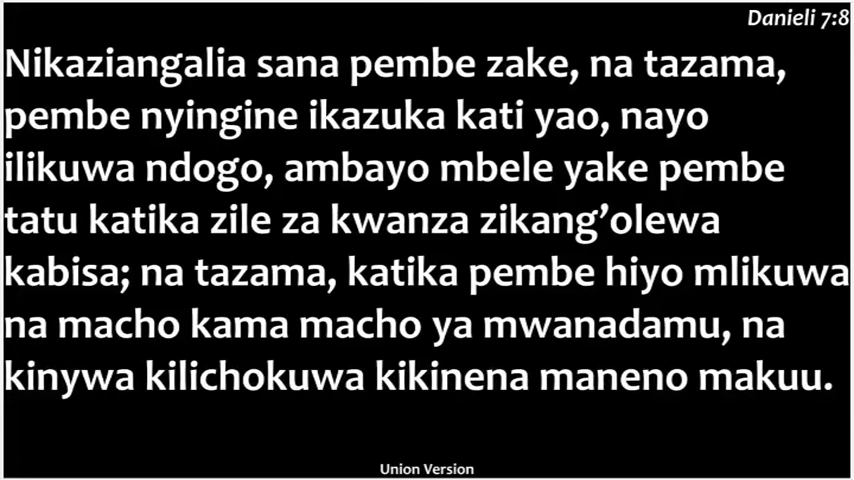 Danieli 7:8
Nikaziangalia sana pembe zake, na tazama,
pembe nyingine ikazuka kati yao, nayo
ilikuwa ndogo, ambayo mbele yake pembe
tatu katika zile za kwanza zikang’olewa
kabisa; na tazama, katika pembe hiyo mlikuwa
na macho kama macho ya mwanadamu, na
kinywa kilichokuwa kikinena maneno makuu.
Union Version